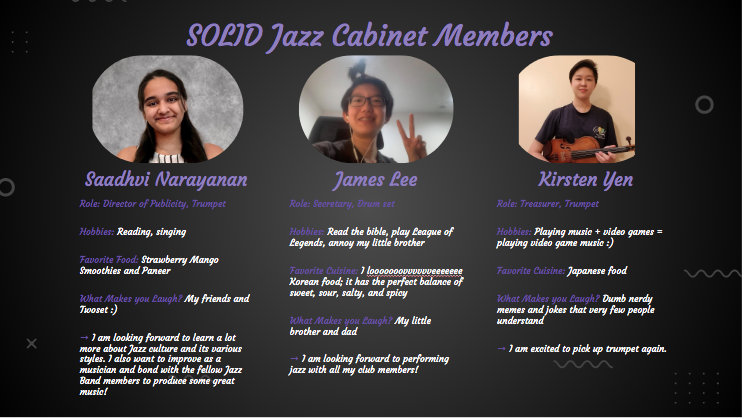 SOLID Jazz Cabinet Members
Saadhvi Narayanan
Role: Director of Publicity, Trumpet
Hobbies: Reading, singing
Favorite Food: Strawberry Mango
Smoothies and Paneer
What Makes you Laugh? My friends and
Twoset :)
→ I am looking forward to learn a lot
more about Jazz culture and its various
styles. I also want to improve as a
musician and bond with the fellow Jazz
Band members to produce some great
music!
James Lee
Role: Secretary, Drum set
Hobbies: Read the bible, play League of
Legends, annoy my little brother
Favorite Cuisine: I looooooovvvvvveeeeeee
Korean food; it has the perfect balance of
sweet, sour, salty, and spicy
What Makes you Laugh? My little
brother and dad
→ I am looking forward to performing
jazz with all my club members!
Kirsten Yen
Role: Treasurer, Trumpet
Hobbies: Playing music + video games =
playing video game music :)
Favorite Cuisine: Japanese food
What Makes you Laugh? Dumb nerdy
memes and jokes that very few people
understand
→ I am excited to pick up trumpet again.